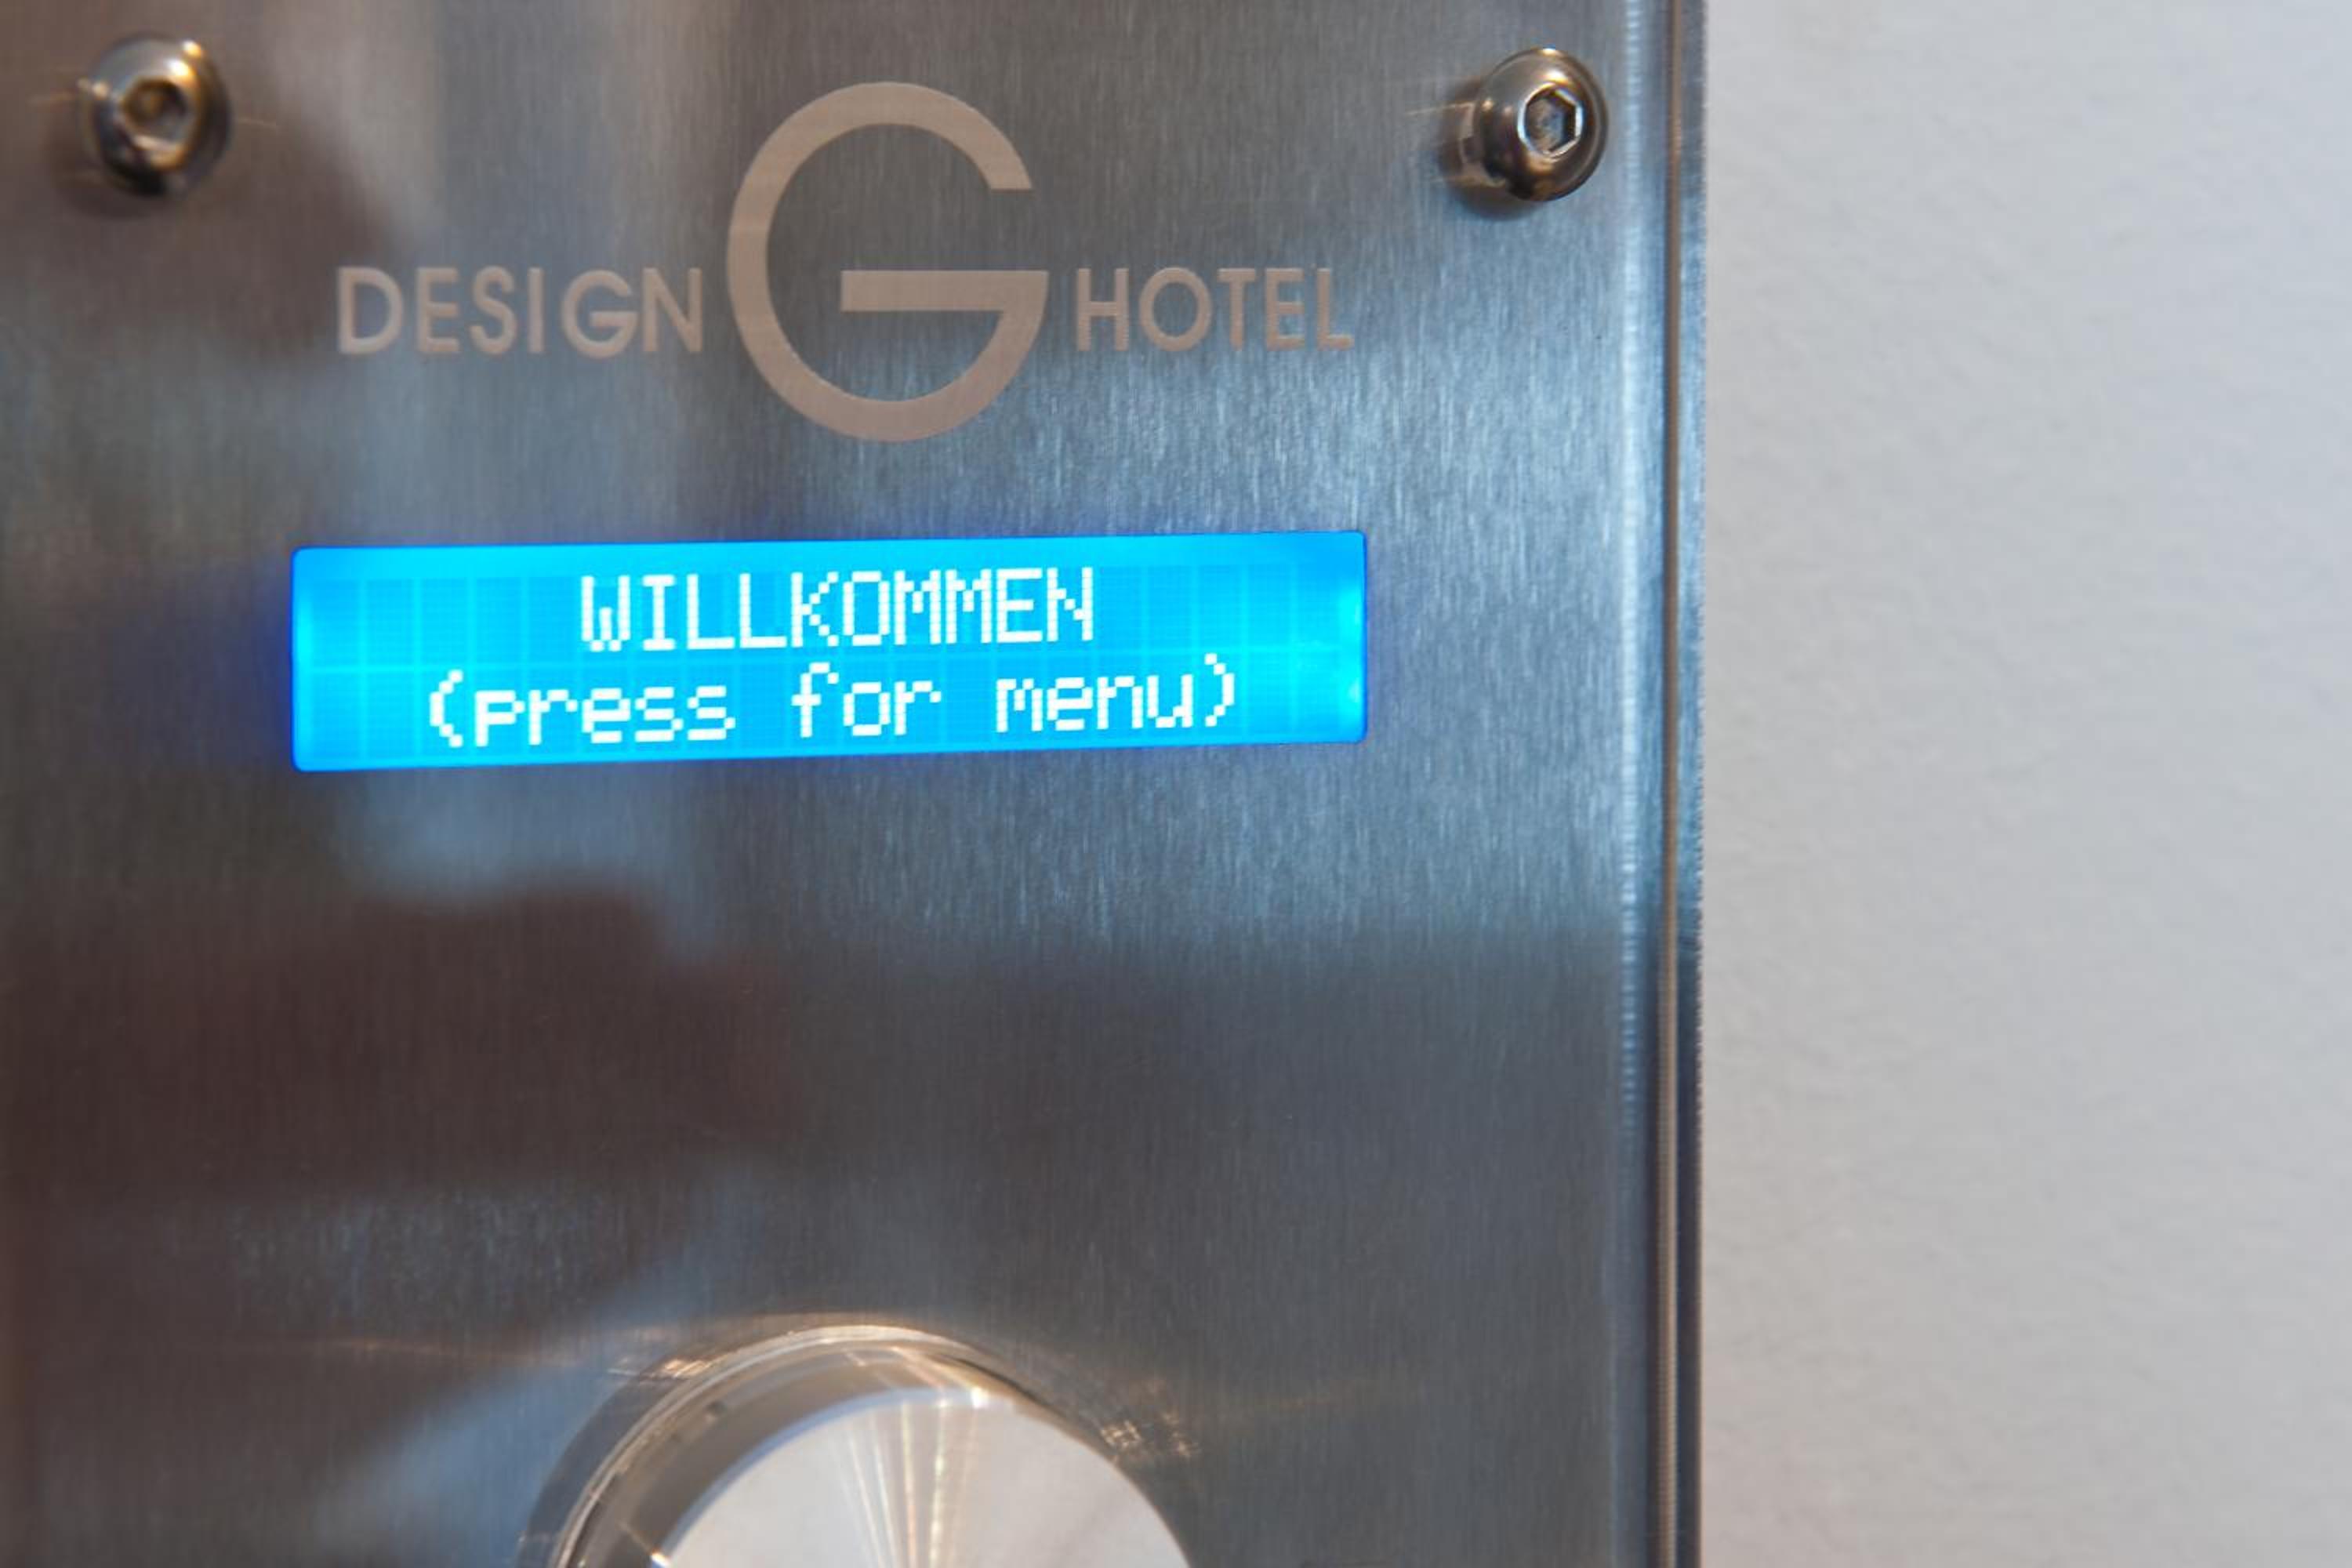 DESIGN G HOTEL
WILLKOMMEN
(press for menu)